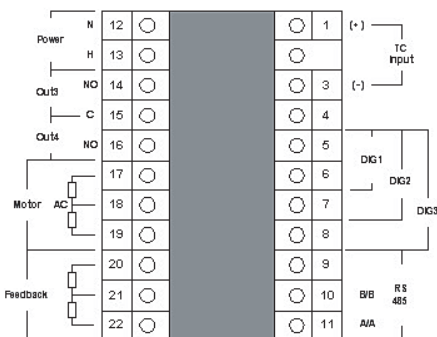 N 12 1 (+)
Power
H 13
TC
Input
Out3
NO 14 3 (-)
C 15 4
Out4
NO 16 5
DIG1
17 6
DIG2
Motor AC 18 7
DIG3
19 8
20 9
Feedback 21 10 B/B RS
485
22 11 A/A